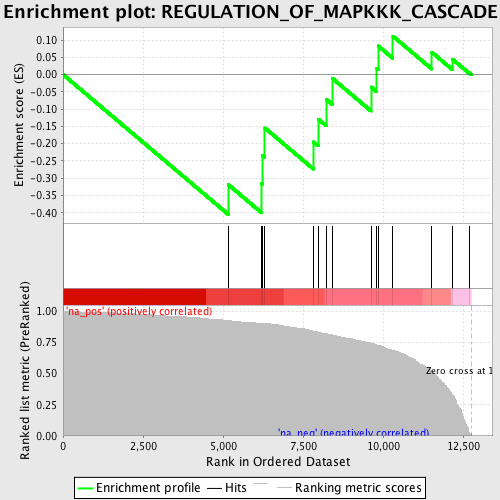 Enrichment plot: REGULATION_OF_MAPKKK_CASCADE
Enrichment score (ES)
0.10
0.05
0.00
-0.05
-0.10
-0.15
-0.20
-0.25
-0.30
-0.35
-0.40
'na_pos' (positively correlated)
Ranked list metric (PreRanked)
1.00
0.75
0.50
0.25
0.00
Zero cross at 1
'na_neg' (negatively correlated)
0
2,500
5,000
7,500
10,000
12,500
Rank in Ordered Dataset
Enrichment profile
Hits
Ranking metric scores